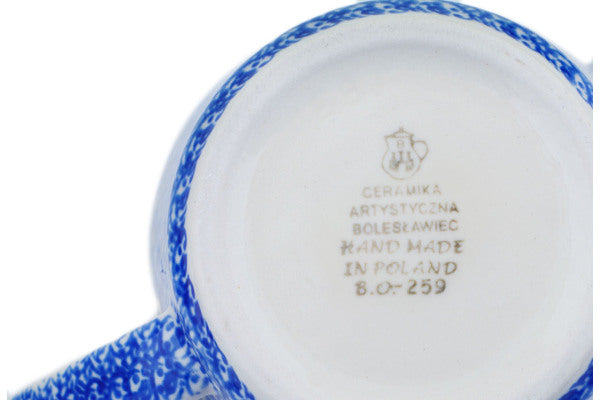 B
CERAMIKA
ARTYSTYCZNA
BOLESŁAWIEC
HAND MADE
IN POLAND
B.O.-259